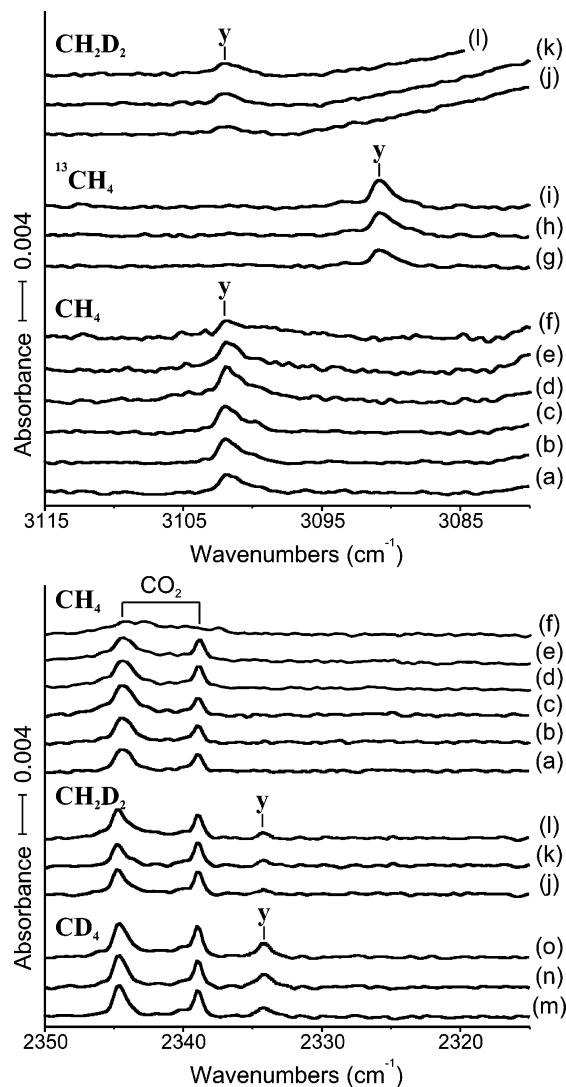 CH₂D₂ y (l)
(k)
(j)
¹³CH₄ y
(i)
(h)
(g)
CH₄ y
(f)
(e)
(d)
(c)
(b)
(a)
Absorbance 0.004
3115 3105 3095 3085
Wavenumbers (cm⁻¹)
CH₄ CO₂
(f)
(e)
(d)
(c)
(b)
(a)
CH₂D₂ y
(l)
(k)
(j)
CD₄ y
(o)
(n)
(m)
Absorbance 0.004
2350 2340 2330 2320
Wavenumbers (cm⁻¹)